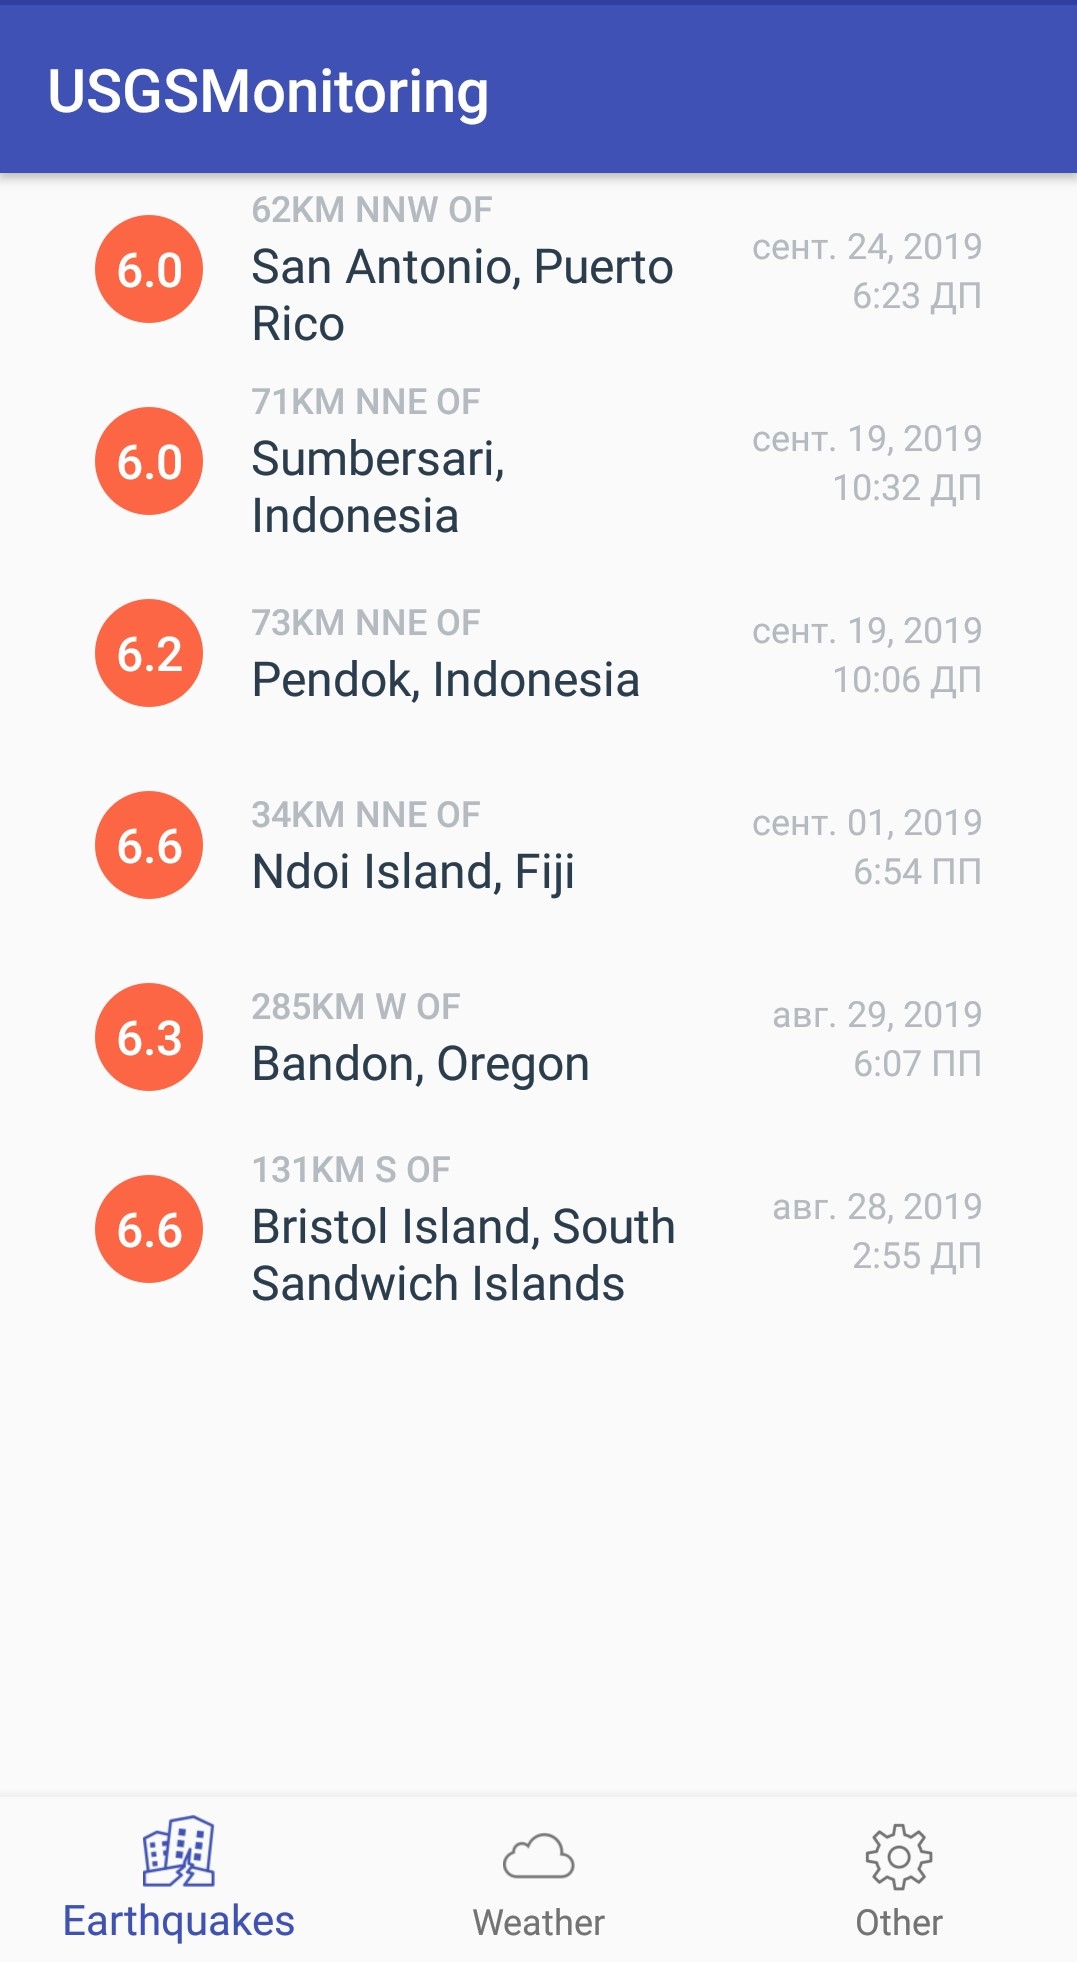 USGSMonitoring
62KM NNW OF
6.0
San Antonio, Puerto
Rico
сент. 24, 2019
6:23 ДП
71KM NNE OF
6.0
Sumbersari,
Indonesia
сент. 19, 2019
10:32 ДП
73KM NNE OF
6.2
Pendok, Indonesia
сент. 19, 2019
10:06 ДП
34KM NNE OF
6.6
Ndoi Island, Fiji
сент. 01, 2019
6:54 ПП
285KM W OF
6.3
Bandon, Oregon
авг. 29, 2019
6:07 ПП
131KM S OF
6.6
Bristol Island, South
Sandwich Islands
авг. 28, 2019
2:55 ДП
Earthquakes
Weather
Other